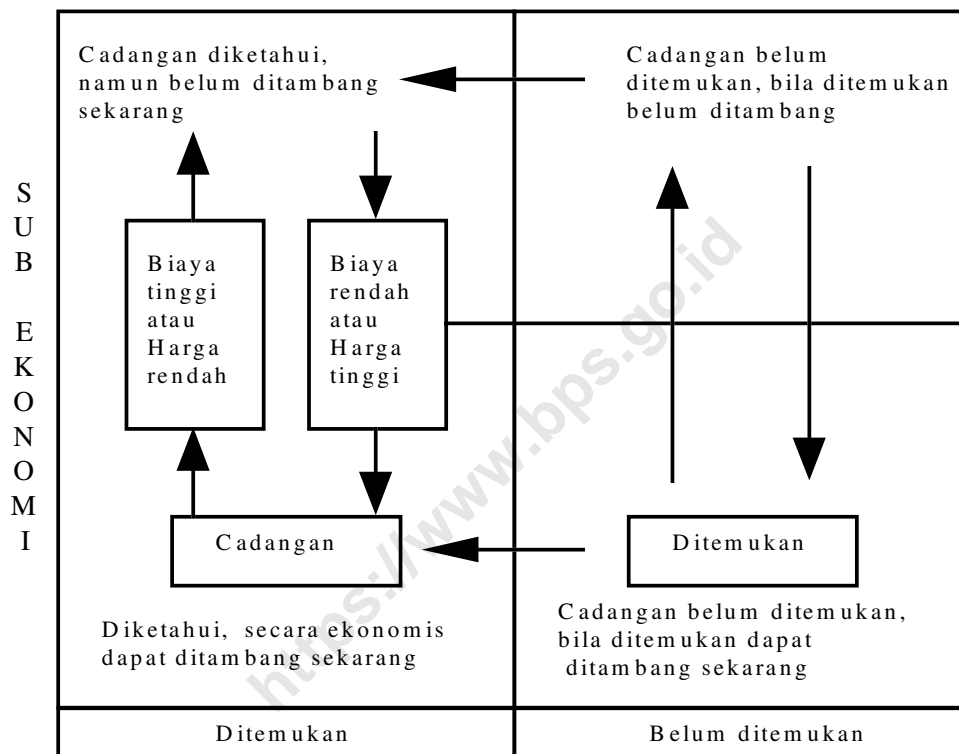 Cadangan diketahui,
namun belum ditambang
sekarang
Cadangan belum
ditemukan, bila ditemukan
belum ditambang
SUB EKONOMI
Biaya
tinggi
atau
Harga
rendah
Biaya
rendah
atau
Harga
tinggi
Cadangan
Ditemukan
Diketahui, secara ekonomis
dapat ditambang sekarang
Cadangan belum ditemukan,
bila ditemukan dapat
ditambang sekarang
Ditemukan
Belum ditemukan
https://www.bps.go.id